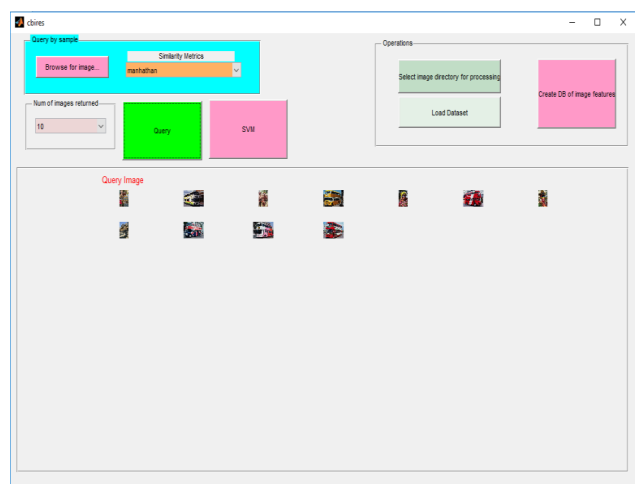 cbires
Query by sample
Browse for image...
Similarity Metrics
manhathan
Operations
Select image directory for processing
Load Dataset
Create DB of image features
Num of images returned
10
Query
SVM
Query Image